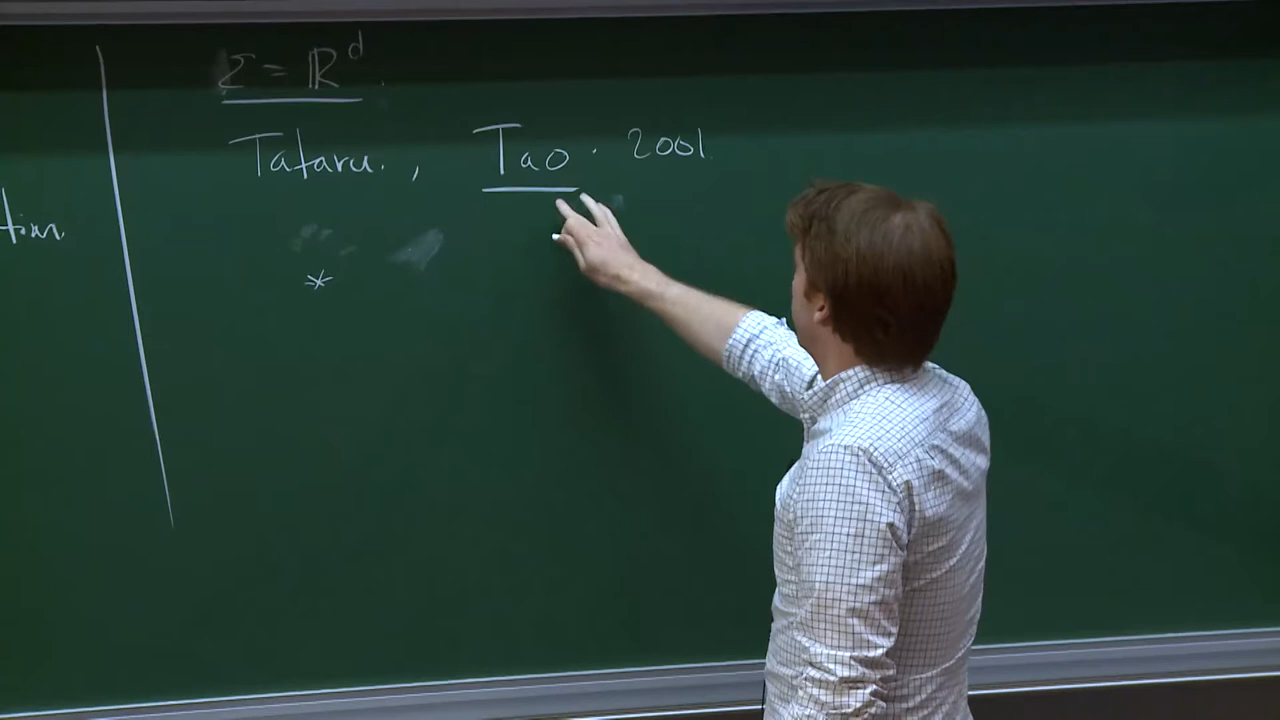 Σ = ℝ^d.
Tataru., Tao. 2001.
*